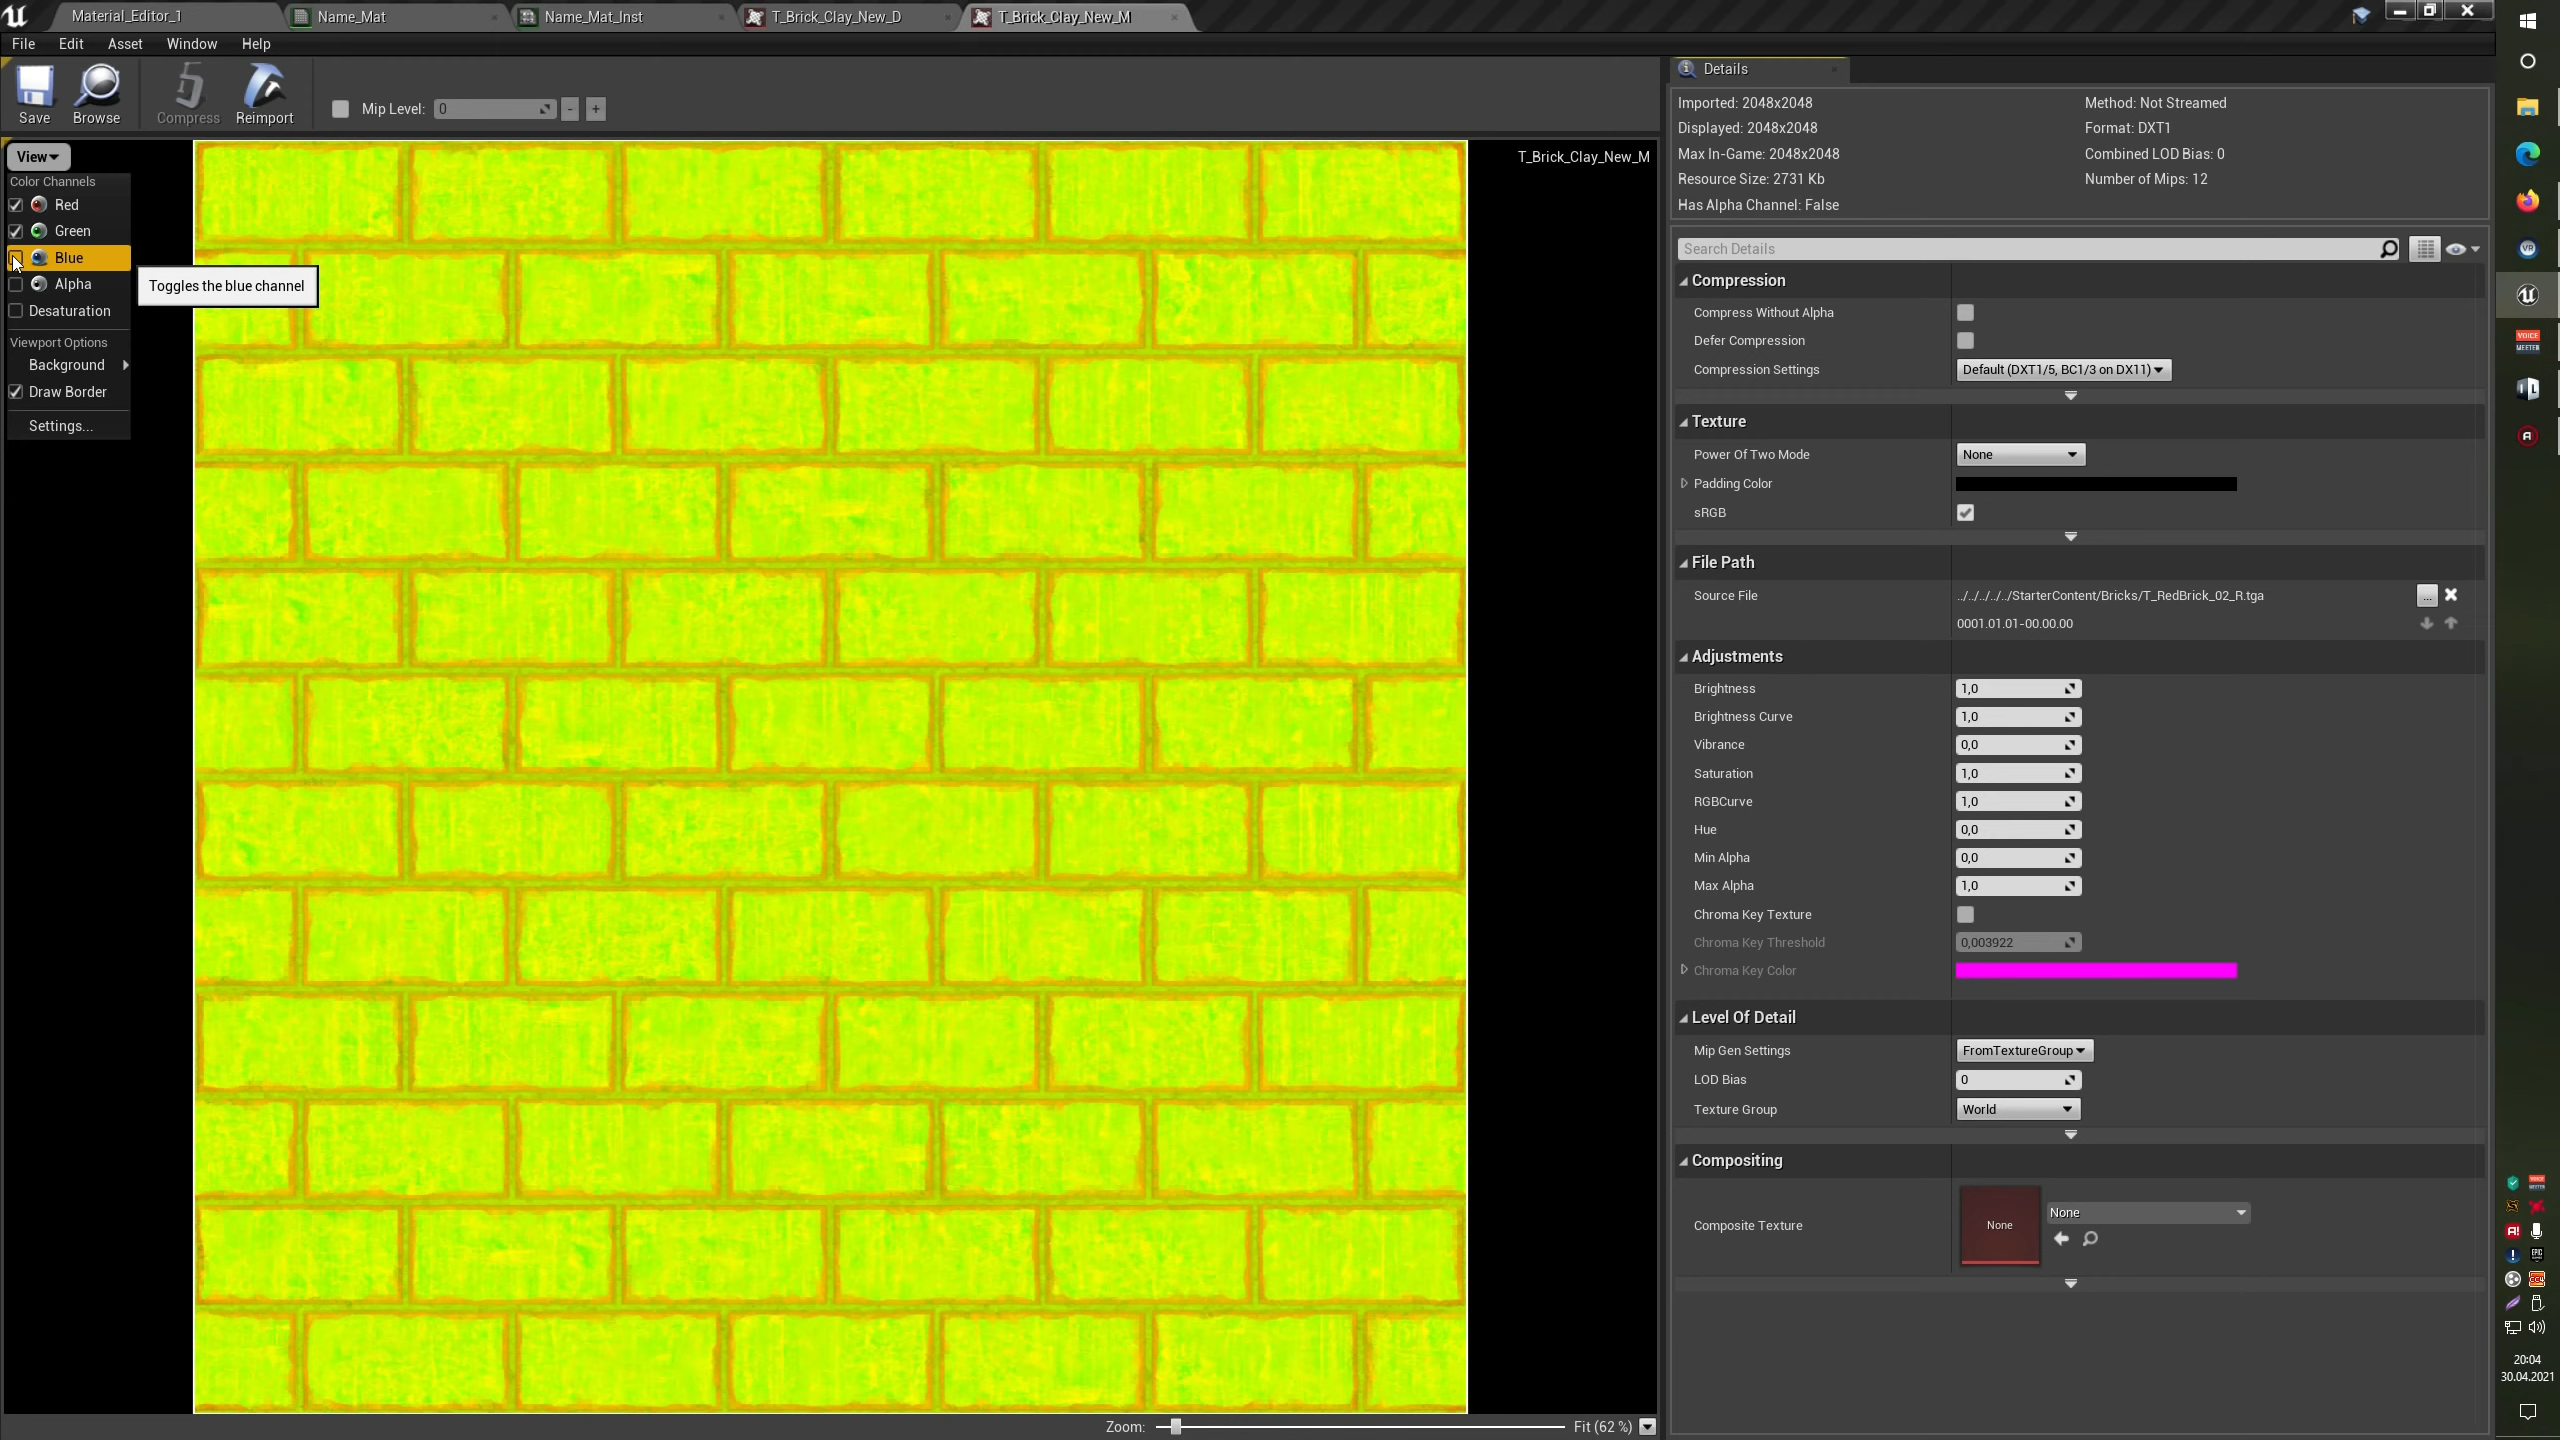 Material_Editor_1
Name_Mat
Name_Mat_Inst
T_Brick_Clay_New_D
T_Brick_Clay_New_M
File
Edit
Asset
Window
Help
Save
Browse
Compress
Reimport
Mip Level:
0
-
+
View
T_Brick_Clay_New_M
Color Channels
Red
Green
Blue
Alpha
Desaturation
Toggles the blue channel
Viewport Options
Background
Draw Border
Settings...
Zoom:
Fit (62 %)
Details
Imported: 2048x2048
Method: Not Streamed
Displayed: 2048x2048
Format: DXT1
Max In-Game: 2048x2048
Combined LOD Bias: 0
Resource Size: 2731 Kb
Number of Mips: 12
Has Alpha Channel: False
Search Details
Compression
Compress Without Alpha
Defer Compression
Compression Settings
Default (DXT1/5, BC1/3 on DX11)
Texture
Power Of Two Mode
None
Padding Color
sRGB
File Path
Source File
../../../../../StarterContent/Bricks/T_RedBrick_02_R.tga
...
0001.01.01-00.00.00
Adjustments
Brightness
1,0
Brightness Curve
1,0
Vibrance
0,0
Saturation
1,0
RGBCurve
1,0
Hue
0,0
Min Alpha
0,0
Max Alpha
1,0
Chroma Key Texture
Chroma Key Threshold
0,003922
Chroma Key Color
Level Of Detail
Mip Gen Settings
FromTextureGroup
LOD Bias
0
Texture Group
World
Compositing
Composite Texture
None
None
VR
VOICE
MEETER
20:04
30.04.2021